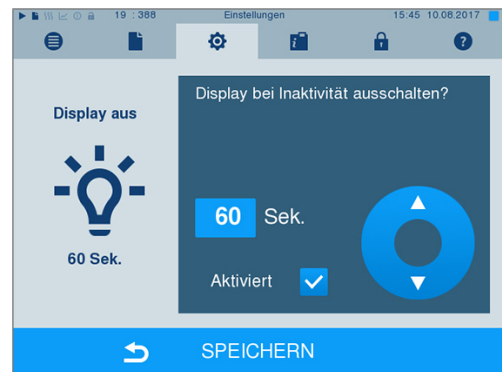 19 : 388 Einstellungen 15:45 10.08.2017
Display aus
60 Sek.
Display bei Inaktivität ausschalten?
60 Sek.
Aktiviert
SPEICHERN